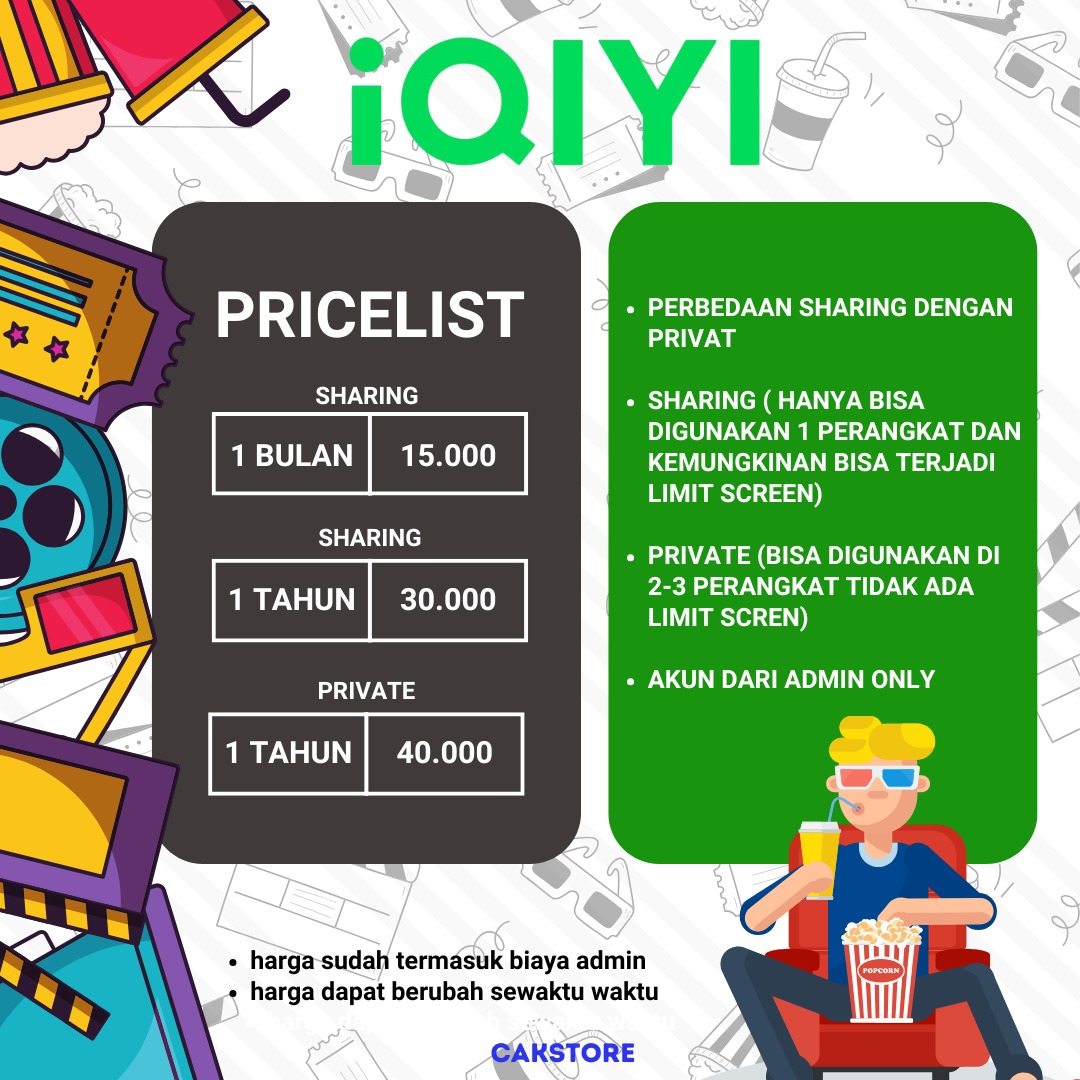 iQIYI
PRICELIST
SHARING
1 BULAN 15.000
SHARING
1 TAHUN 30.000
PRIVATE
1 TAHUN 40.000
• PERBEDAAN SHARING DENGAN
PRIVAT
• SHARING ( HANYA BISA
DIGUNAKAN 1 PERANGKAT DAN
KEMUNGKINAN BISA TERJADI
LIMIT SCREEN)
• PRIVATE (BISA DIGUNAKAN DI
2-3 PERANGKAT TIDAK ADA
LIMIT SCREN)
• AKUN DARI ADMIN ONLY
POPCORN
• harga sudah termasuk biaya admin
• harga dapat berubah sewaktu waktu
CAKSTORE